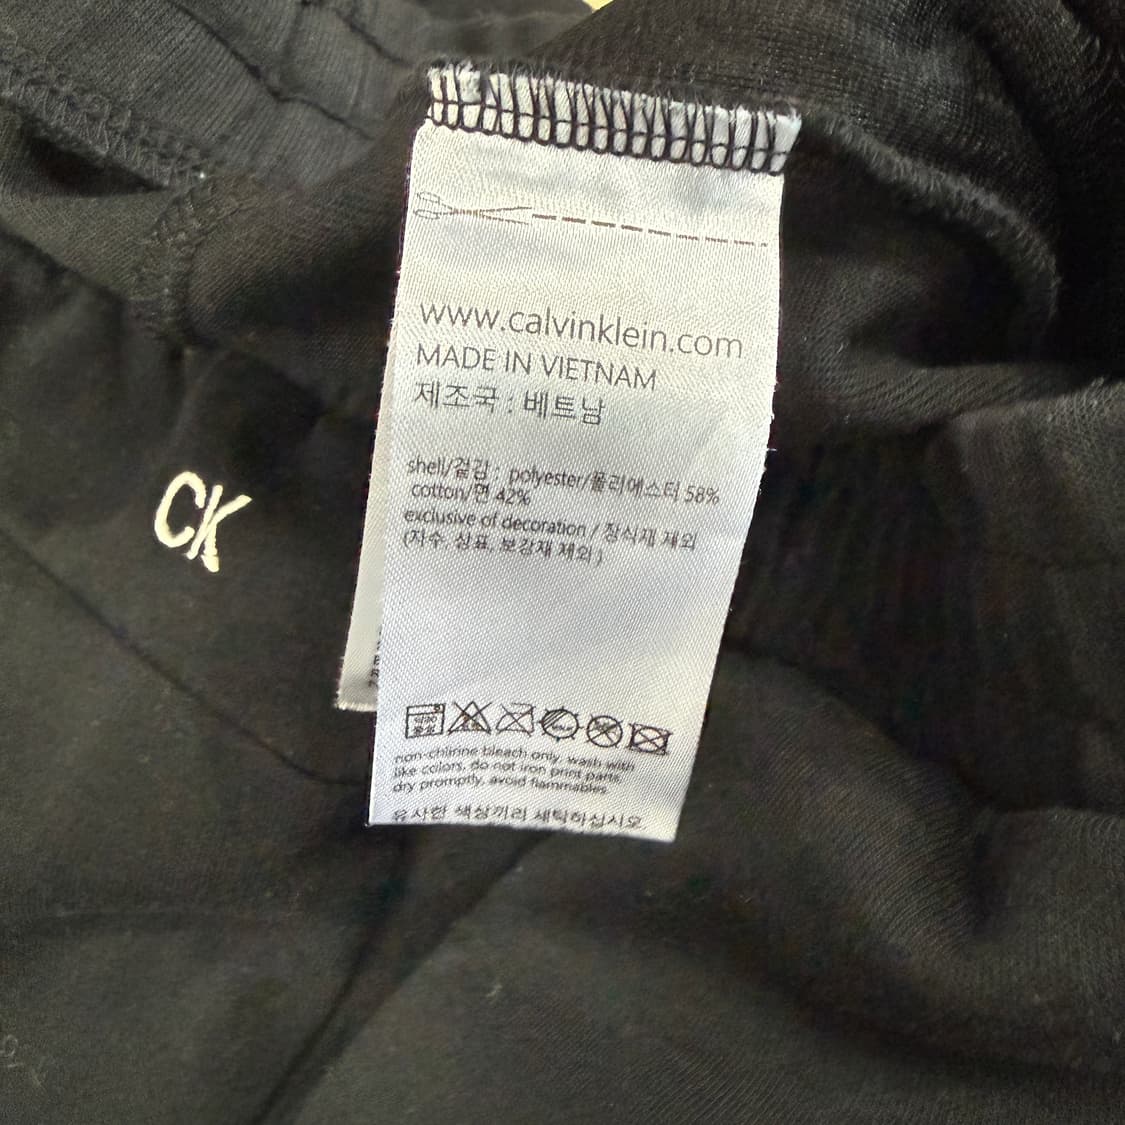 www.calvinklein.com
MADE IN VIETNAM
제조국 : 베트남
shell/겉감 : polyester/폴리에스터 58%
cotton/면 42%
exclusive of decoration / 장식재 제외
(자수, 상표, 보강재 제외)
CK
non-chlirine bleach only, wash with
like colors, do not iron print parts,
dry promptly, avoid flammables.
유사한 색상끼리 세탁하십시오.